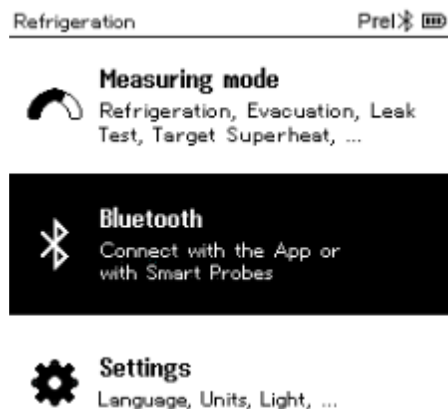 Refrigeration Prel
Measuring mode
Refrigeration, Evacuation, Leak
Test, Target Superheat, ...
Bluetooth
Connect with the App or
with Smart Probes
Settings
Language, Units, Light, ...